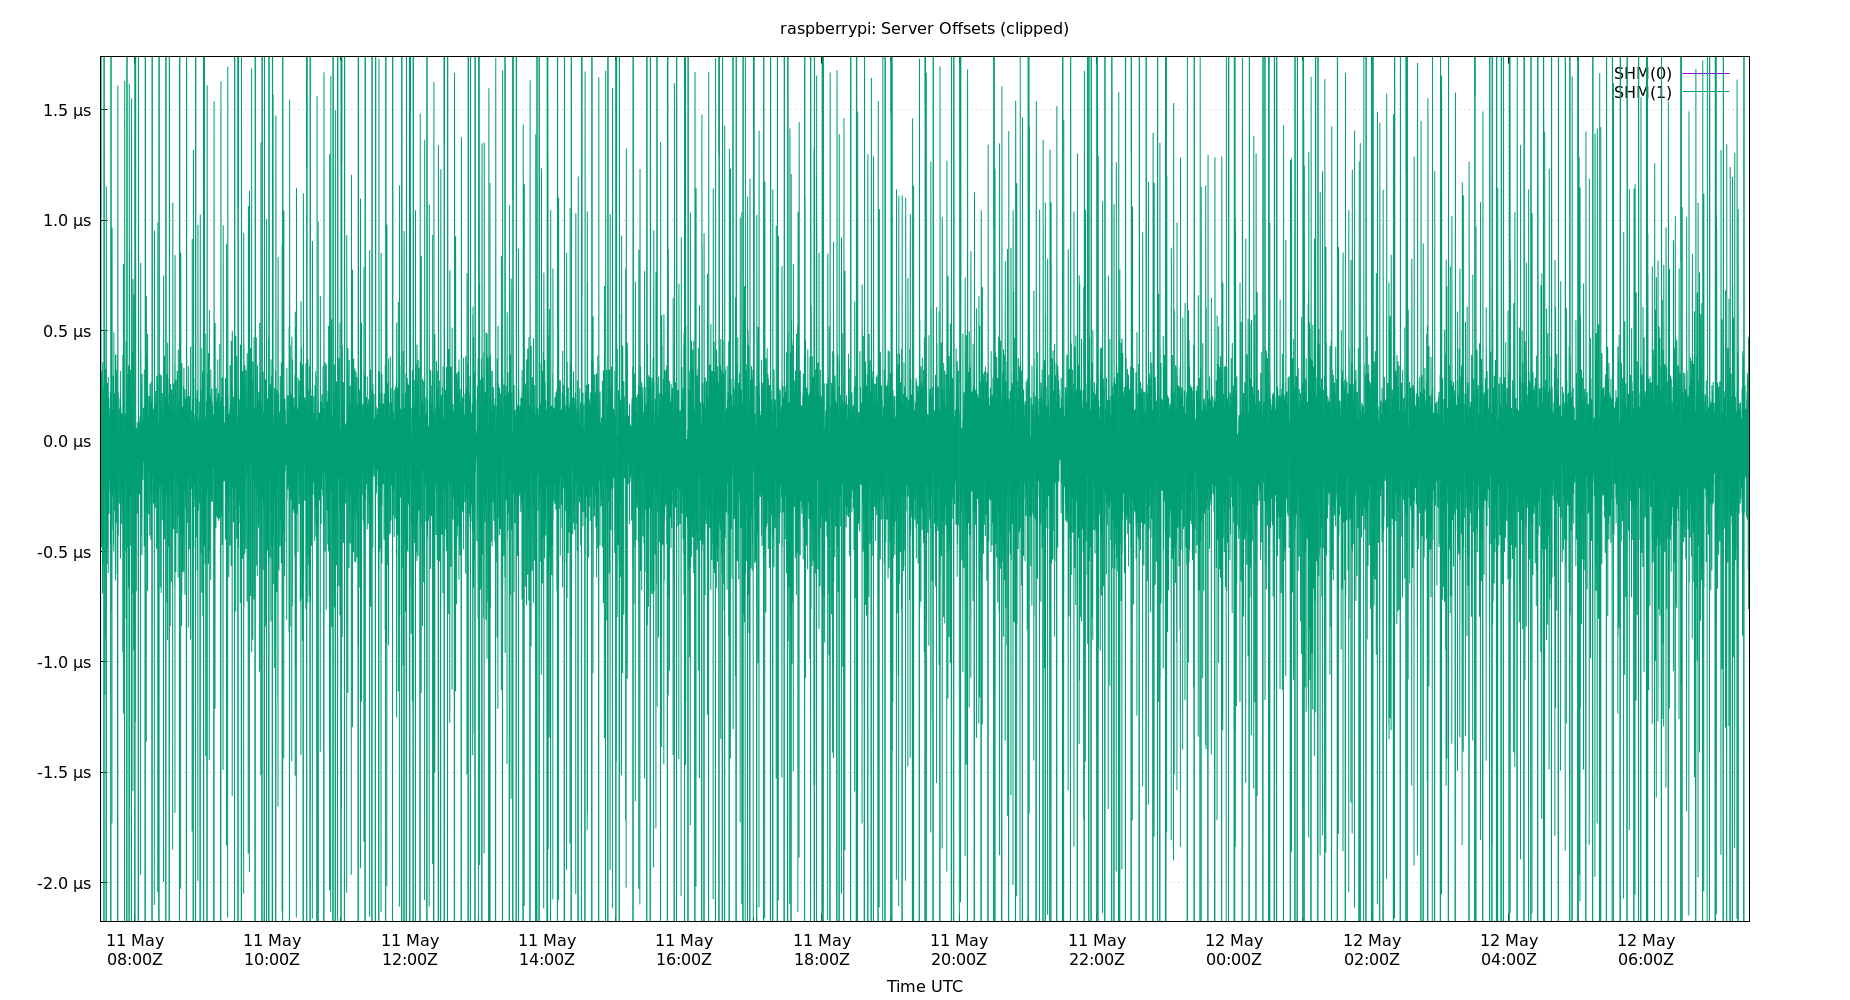 raspberrypi: Server Offsets (clipped)
SHM(0)
SHM(1)
1.5 µs
1.0 µs
0.5 µs
0.0 µs
-0.5 µs
-1.0 µs
-1.5 µs
-2.0 µs
11 May 11 May 11 May 11 May 11 May 11 May 11 May 11 May 12 May 12 May 12 May 12 May
08:00Z 10:00Z 12:00Z 14:00Z 16:00Z 18:00Z 20:00Z 22:00Z 00:00Z 02:00Z 04:00Z 06:00Z
Time UTC